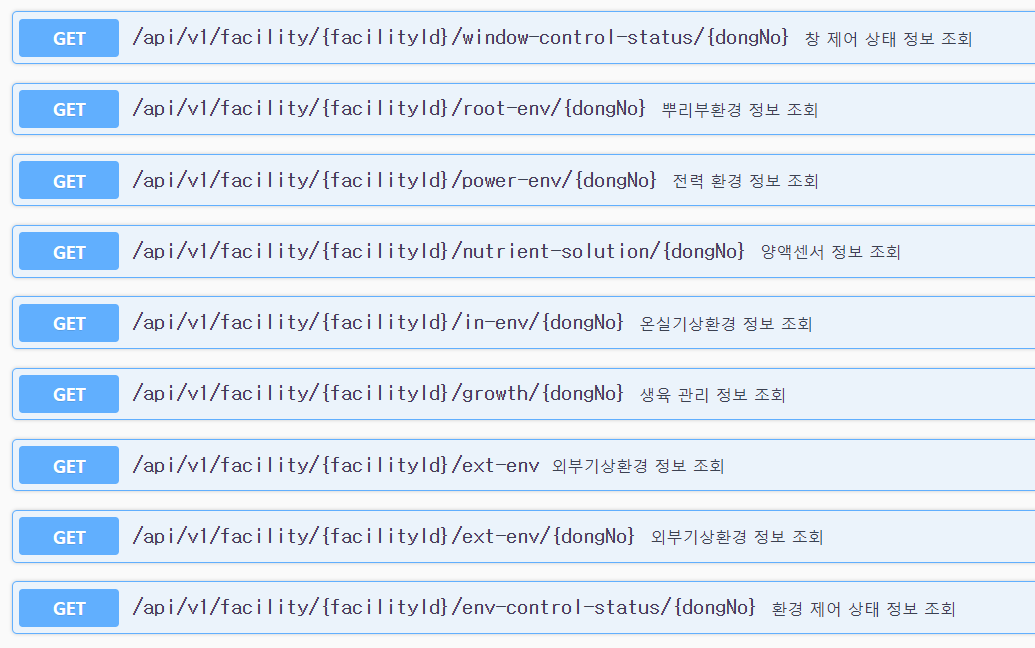 GET /api/v1/facility/{facilityId}/window-control-status/{dongNo} 창 제어 상태 정보 조회
GET /api/v1/facility/{facilityId}/root-env/{dongNo} 뿌리부환경 정보 조회
GET /api/v1/facility/{facilityId}/power-env/{dongNo} 전력 환경 정보 조회
GET /api/v1/facility/{facilityId}/nutrient-solution/{dongNo} 양액센서 정보 조회
GET /api/v1/facility/{facilityId}/in-env/{dongNo} 온실기상환경 정보 조회
GET /api/v1/facility/{facilityId}/growth/{dongNo} 생육 관리 정보 조회
GET /api/v1/facility/{facilityId}/ext-env 외부기상환경 정보 조회
GET /api/v1/facility/{facilityId}/ext-env/{dongNo} 외부기상환경 정보 조회
GET /api/v1/facility/{facilityId}/env-control-status/{dongNo} 환경 제어 상태 정보 조회